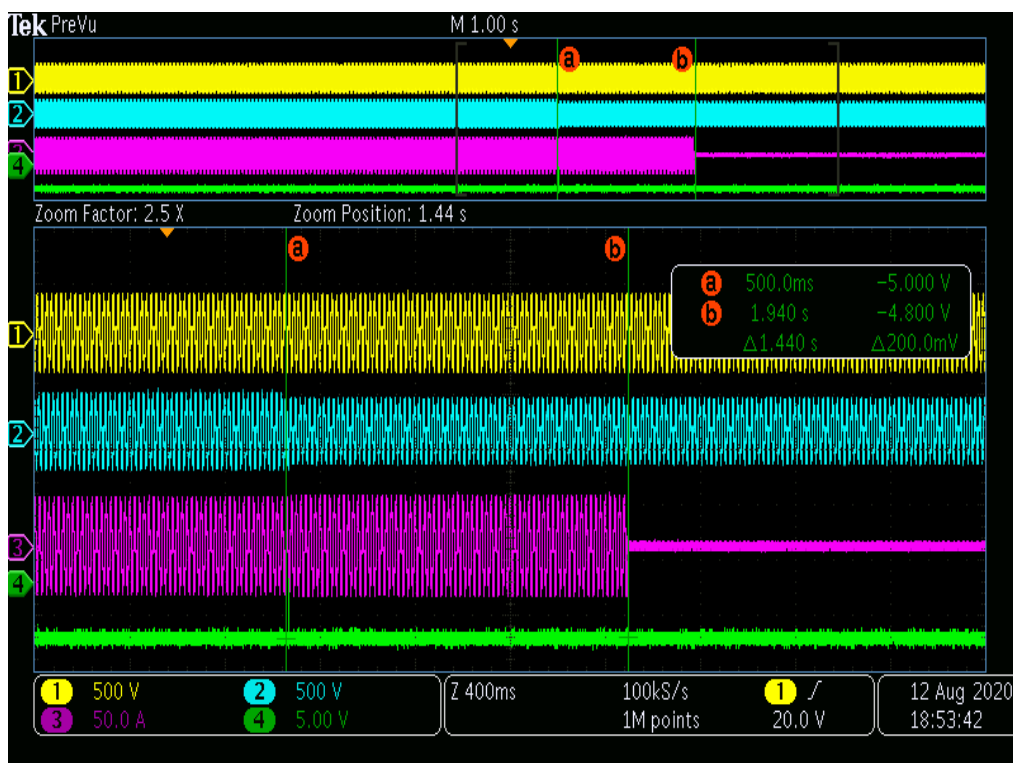 Tek PreVu M 1.00 s
a b
1
2
3
4
Zoom Factor: 2.5 X Zoom Position: 1.44 s
a b
a 500.0ms -5.000 V
b 1.940 s -4.800 V
△1.440 s △200.0mV
1
2
3
4
1 500 V 2 500 V Z 400ms 100kS/s 1 12 Aug 2020
3 50.0 A 4 5.00 V 1M points 20.0 V 18:53:42